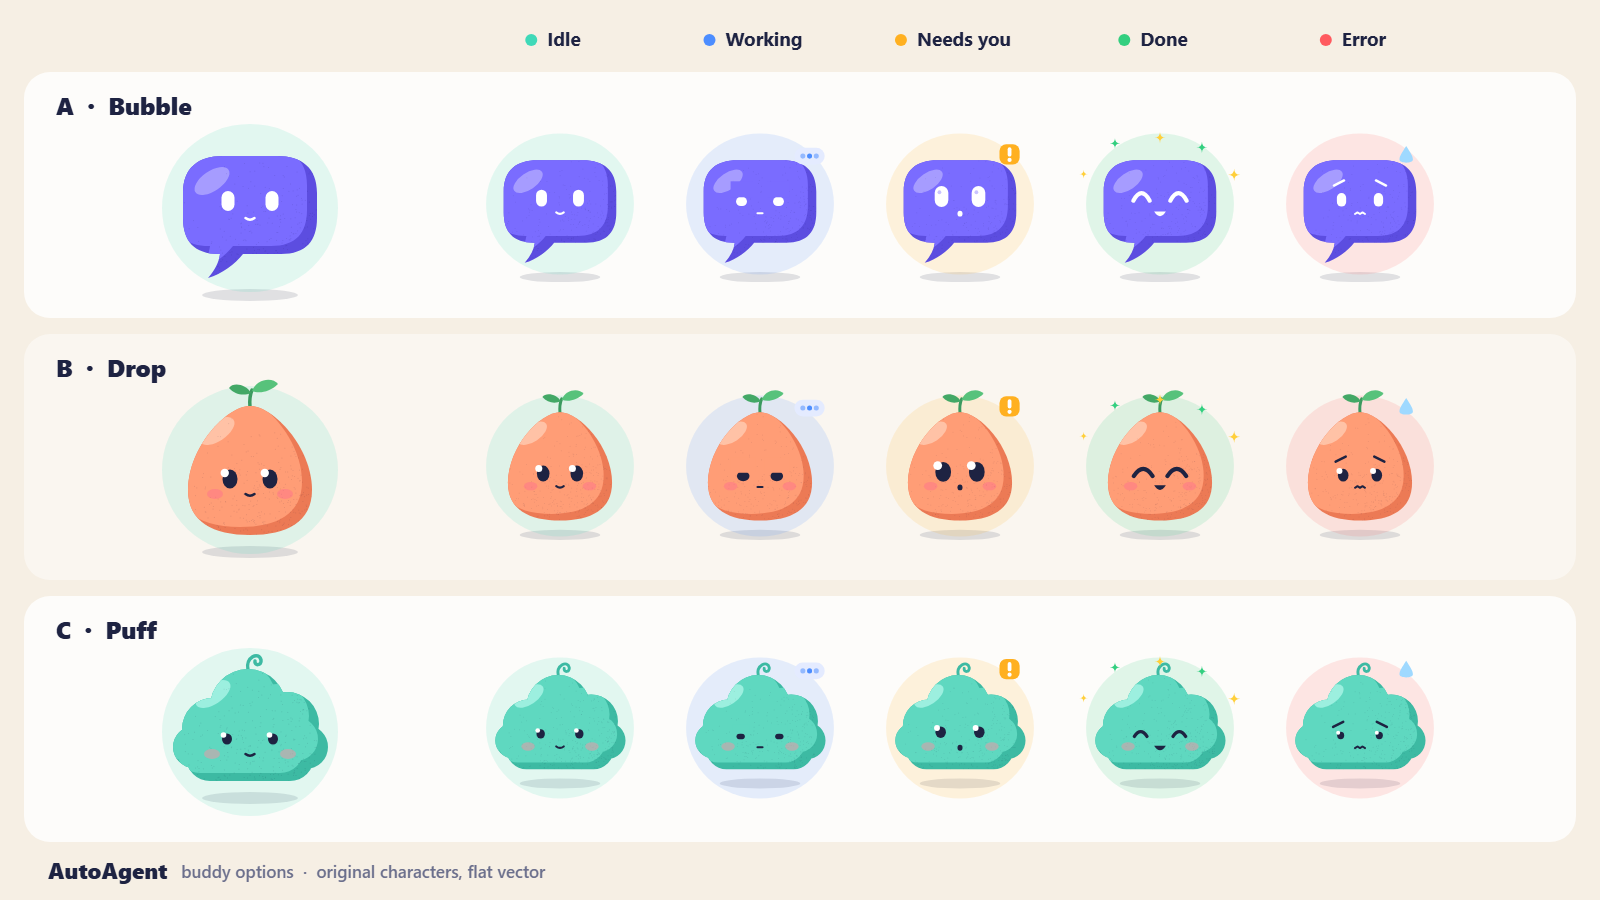 Idle
Working
Needs you
Done
Error
A · Bubble
B · Drop
C · Puff
AutoAgent buddy options · original characters, flat vector